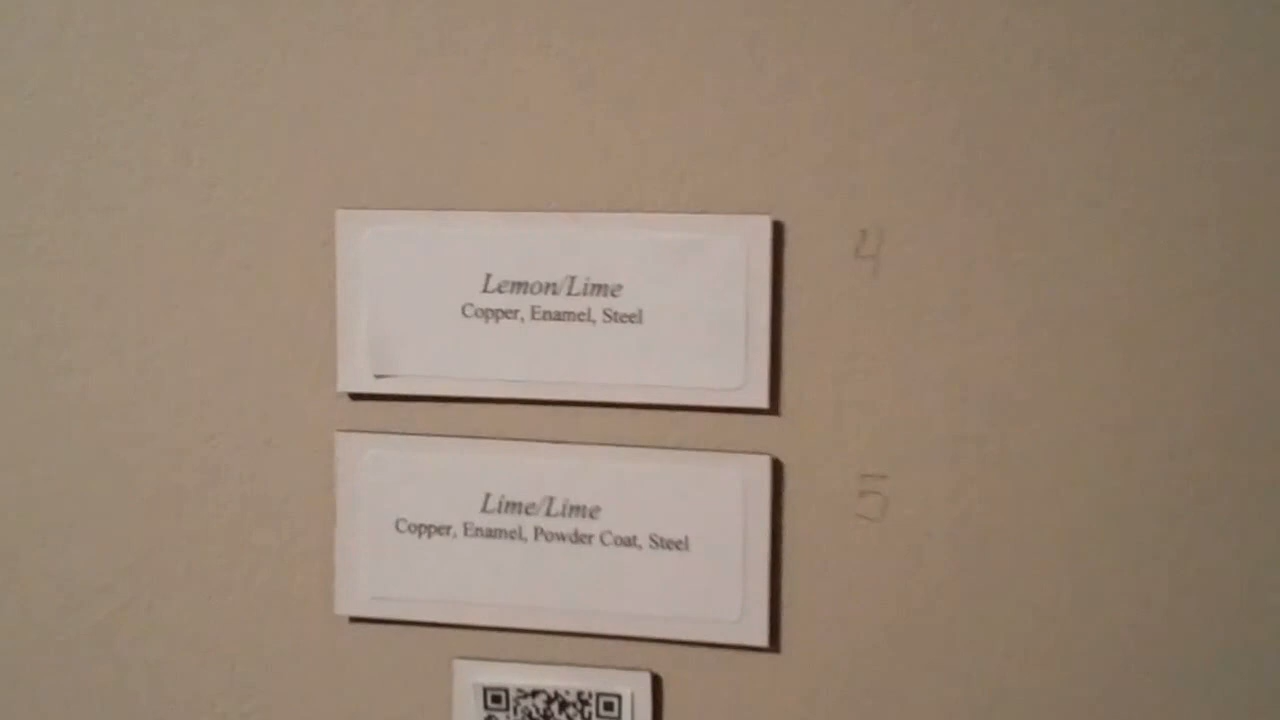 Lemon/Lime
Copper, Enamel, Steel
4
Lime/Lime
Copper, Enamel, Powder Coat, Steel
5